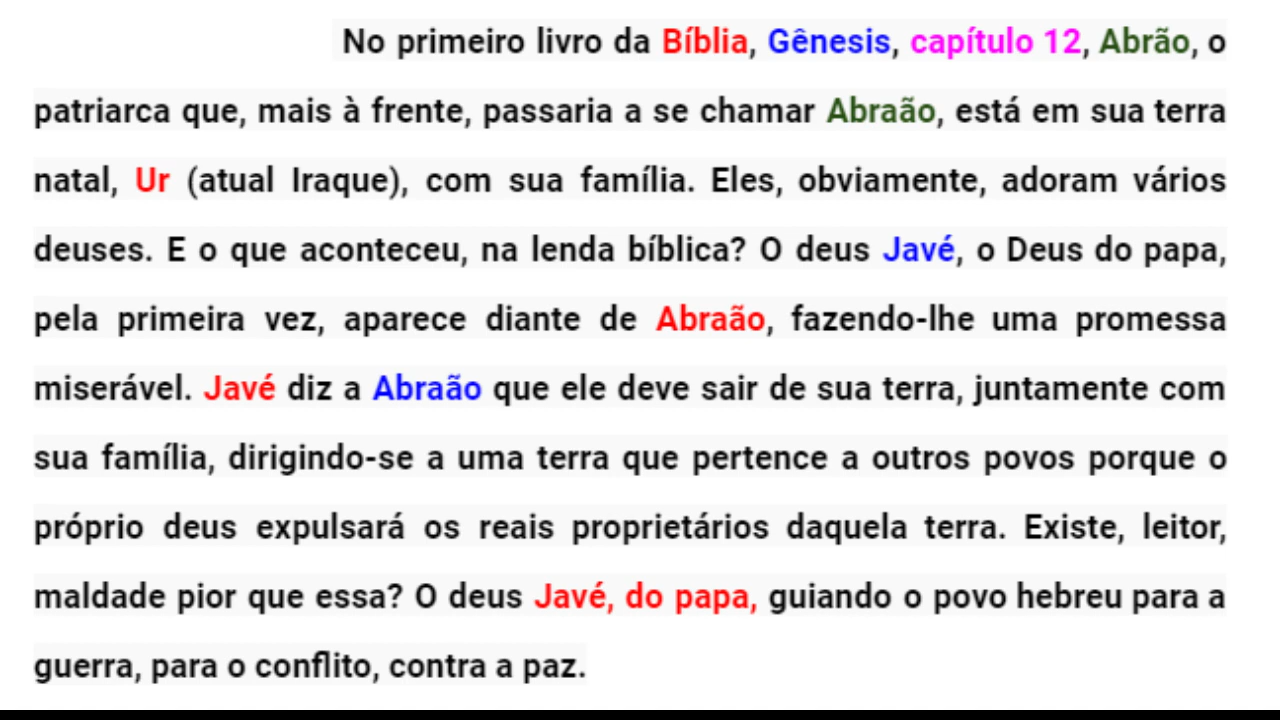 No primeiro livro da Bíblia, Gênesis, capítulo 12, Abrão, o
patriarca que, mais à frente, passaria a se chamar Abraão, está em sua terra
natal, Ur (atual Iraque), com sua família. Eles, obviamente, adoram vários
deuses. E o que aconteceu, na lenda bíblica? O deus Javé, o Deus do papa,
pela primeira vez, aparece diante de Abraão, fazendo-lhe uma promessa
miserável. Javé diz a Abraão que ele deve sair de sua terra, juntamente com
sua família, dirigindo-se a uma terra que pertence a outros povos porque o
próprio deus expulsará os reais proprietários daquela terra. Existe, leitor,
maldade pior que essa? O deus Javé, do papa, guiando o povo hebreu para a
guerra, para o conflito, contra a paz.